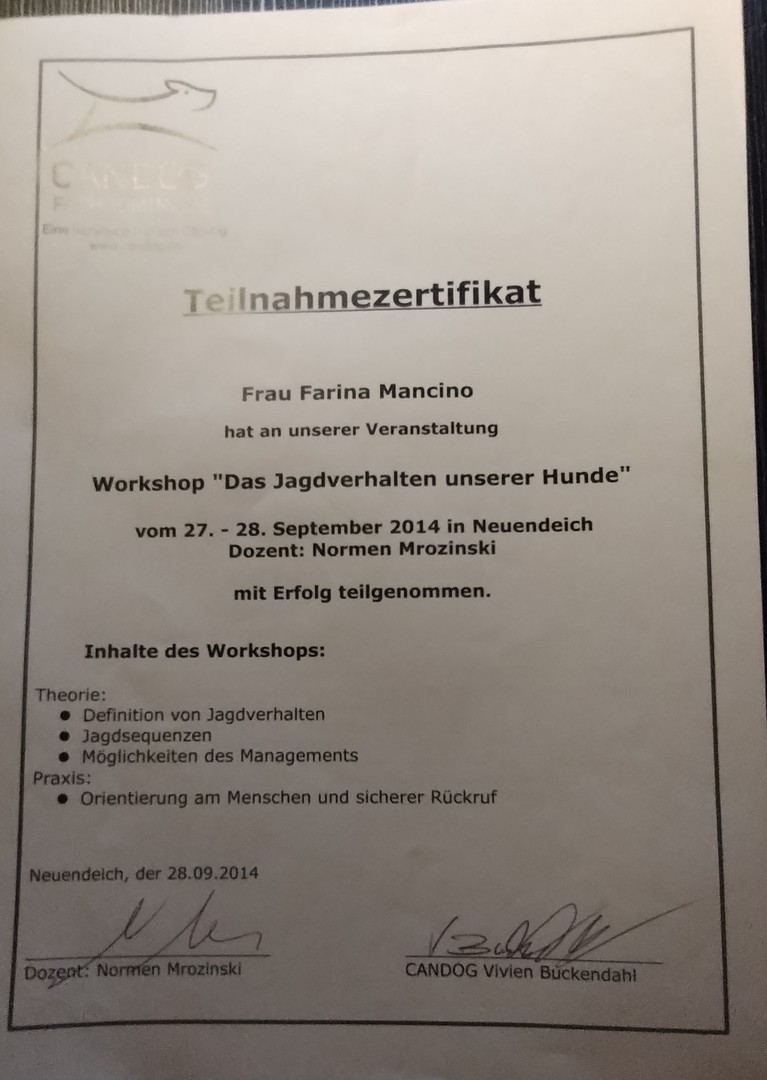 CANDOG
Teilnahmezertifikat
Frau Farina Mancino
hat an unserer Veranstaltung
Workshop "Das Jagdverhalten unserer Hunde"
vom 27. - 28. September 2014 in Neuendeich
Dozent: Normen Mrozinski
mit Erfolg teilgenommen.
Inhalte des Workshops:
Theorie:
● Definition von Jagdverhalten
● Jagdsequenzen
● Möglichkeiten des Managements
Praxis:
● Orientierung am Menschen und sicherer Rückruf
Neuendeich, der 28.09.2014
Dozent: Normen Mrozinski
CANDOG Vivien Bückendahl